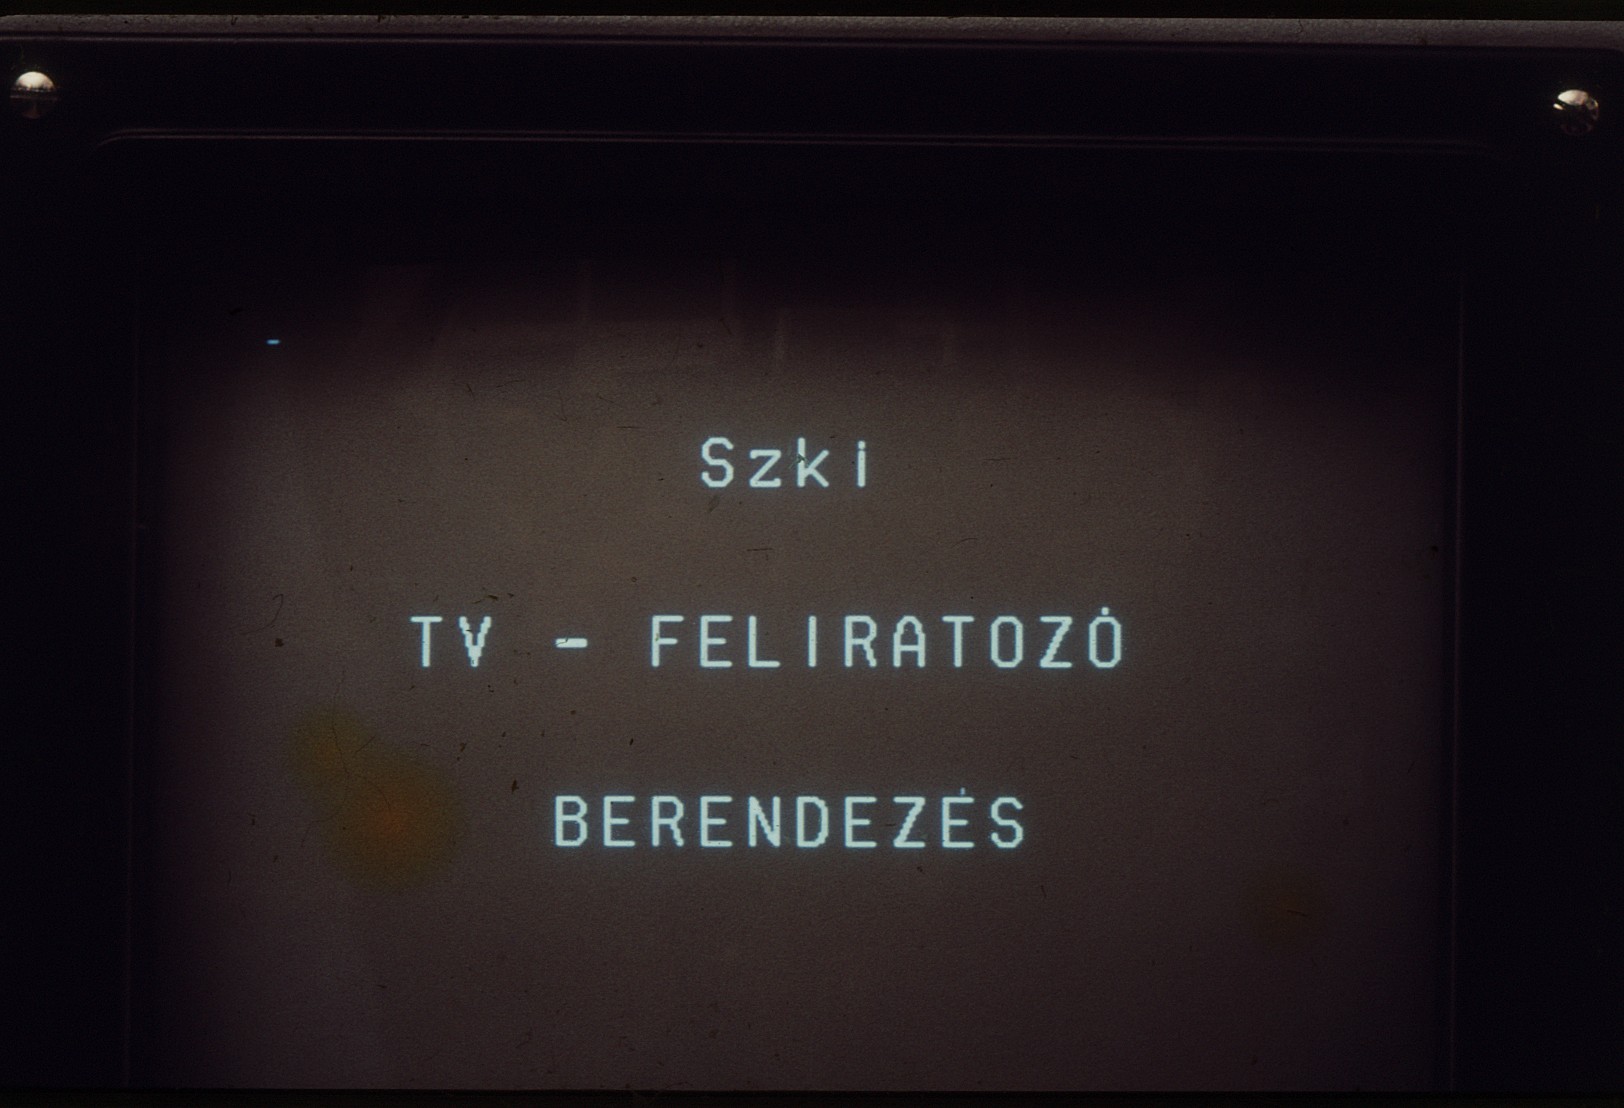 Szki
TV - FELIRATOZÓ
BERENDEZÉS